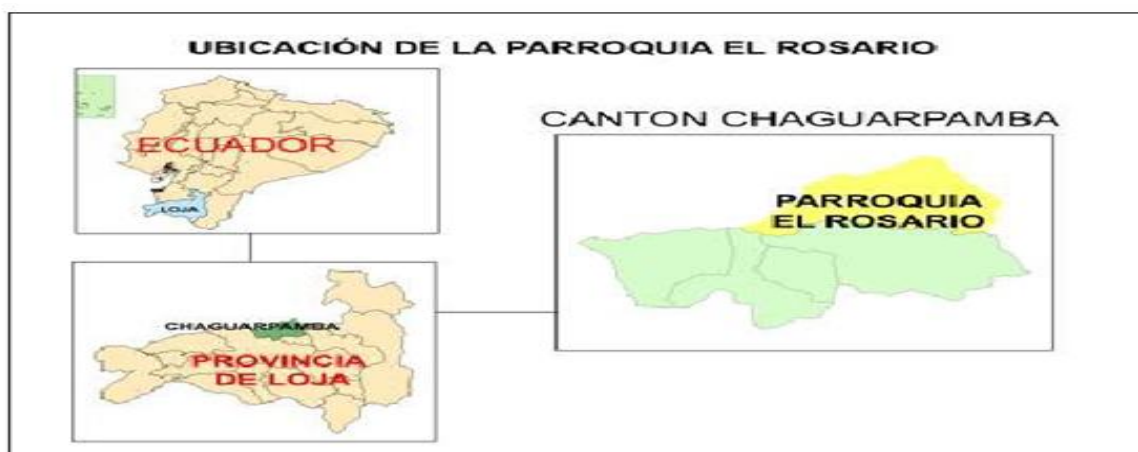 UBICACIÓN DE LA PARROQUIA EL ROSARIO
ECUADOR
LOJA
CANTON CHAGUARPAMBA
PARROQUIA
EL ROSARIO
CHAGUARPAMBA
PROVINCIA
DE LOJA